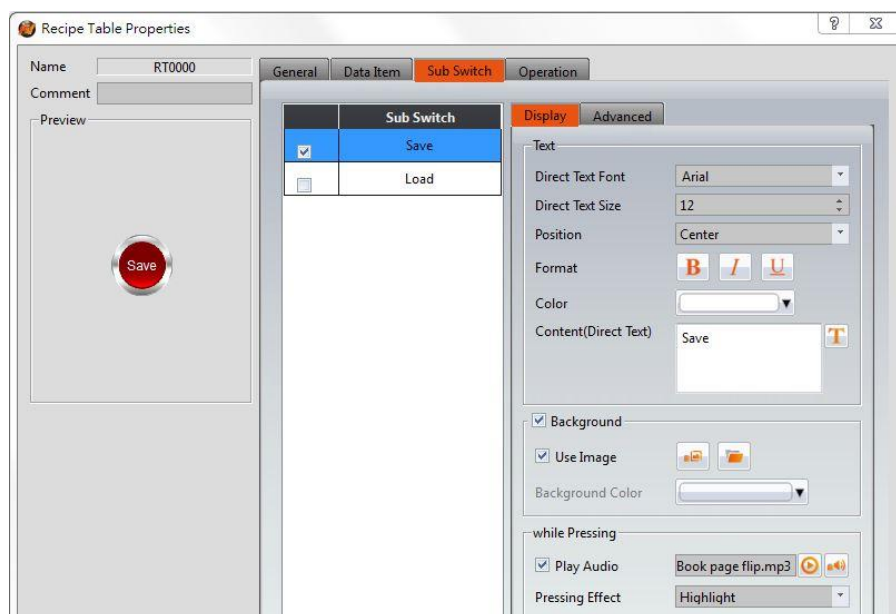 Recipe Table Properties
Name RT0000
Comment
Preview
Save
General Data Item Sub Switch Operation
Sub Switch
Save
Load
Display Advanced
Text
Direct Text Font Arial
Direct Text Size 12
Position Center
Format B I U
Color
Content(Direct Text) Save T
Background
Use Image
Background Color
while Pressing
Play Audio Book page flip.mp3
Pressing Effect Highlight